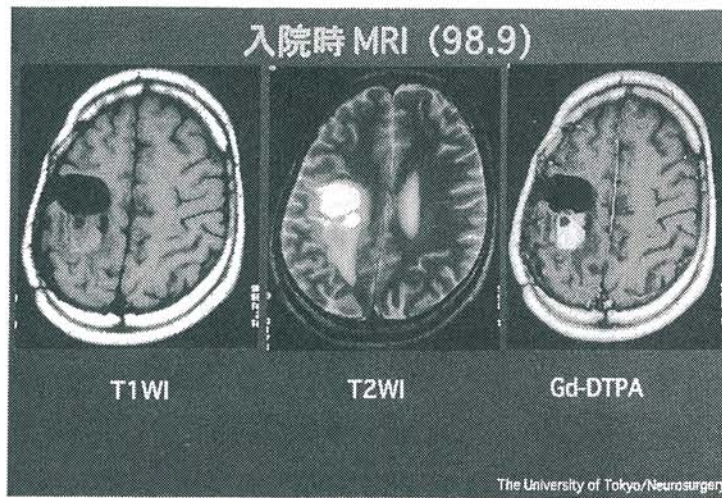 入院時 MRI (98.9)
T1WI
T2WI
Gd-DTPA
The University of Tokyo/Neurosurgery